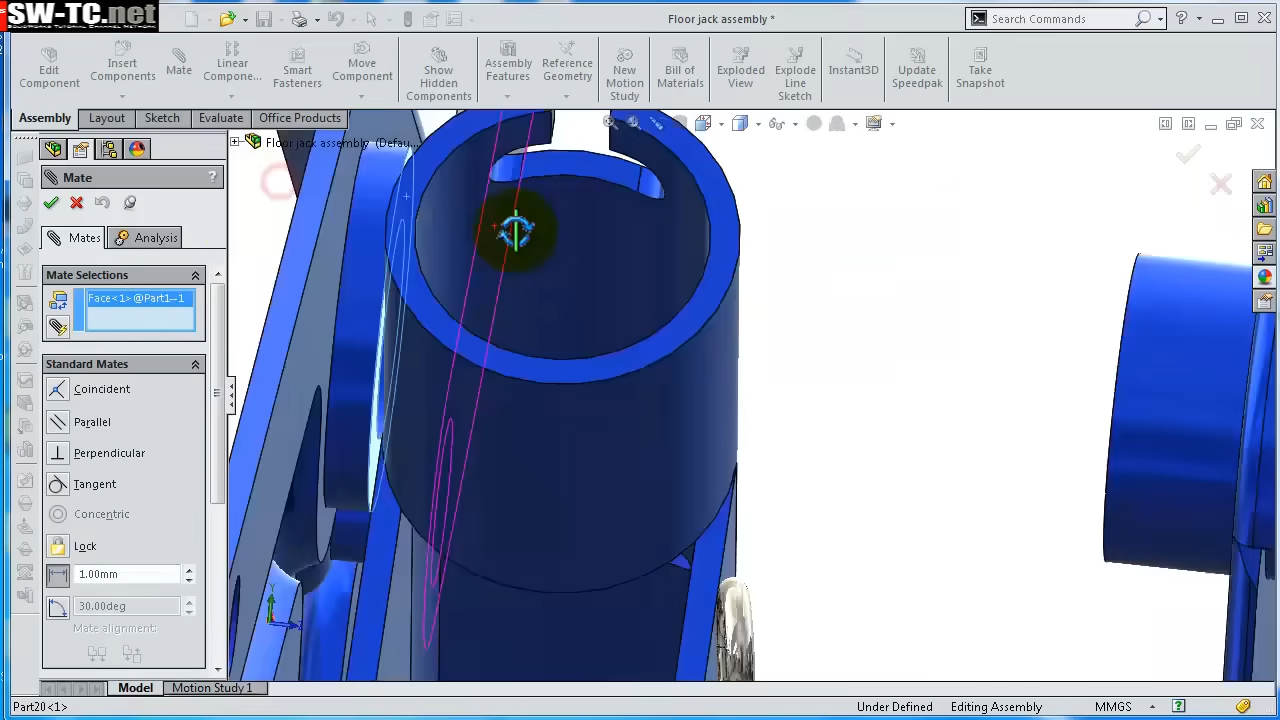 SW-TC.net
SOLIDWORKS TUTORIAL CHANNEL NETWORK
Floor jack assembly *
Search Commands
Edit Component
Insert Components
Mate
Linear Compone...
Smart Fasteners
Move Component
Show Hidden Components
Assembly Features
Reference Geometry
New Motion Study
Bill of Materials
Exploded View
Explode Line Sketch
Instant3D
Update Speedpak
Take Snapshot
Assembly
Layout
Sketch
Evaluate
Office Products
Floor jack assembly (Defau...
Mate
?
Mates
Analysis
Mate Selections
Face<1>@Part1--1
Standard Mates
Coincident
Parallel
Perpendicular
Tangent
Concentric
Lock
1.00mm
30.00deg
Mate alignment:
Model
Motion Study 1
Part20<1>
Under Defined
Editing Assembly
MMGS